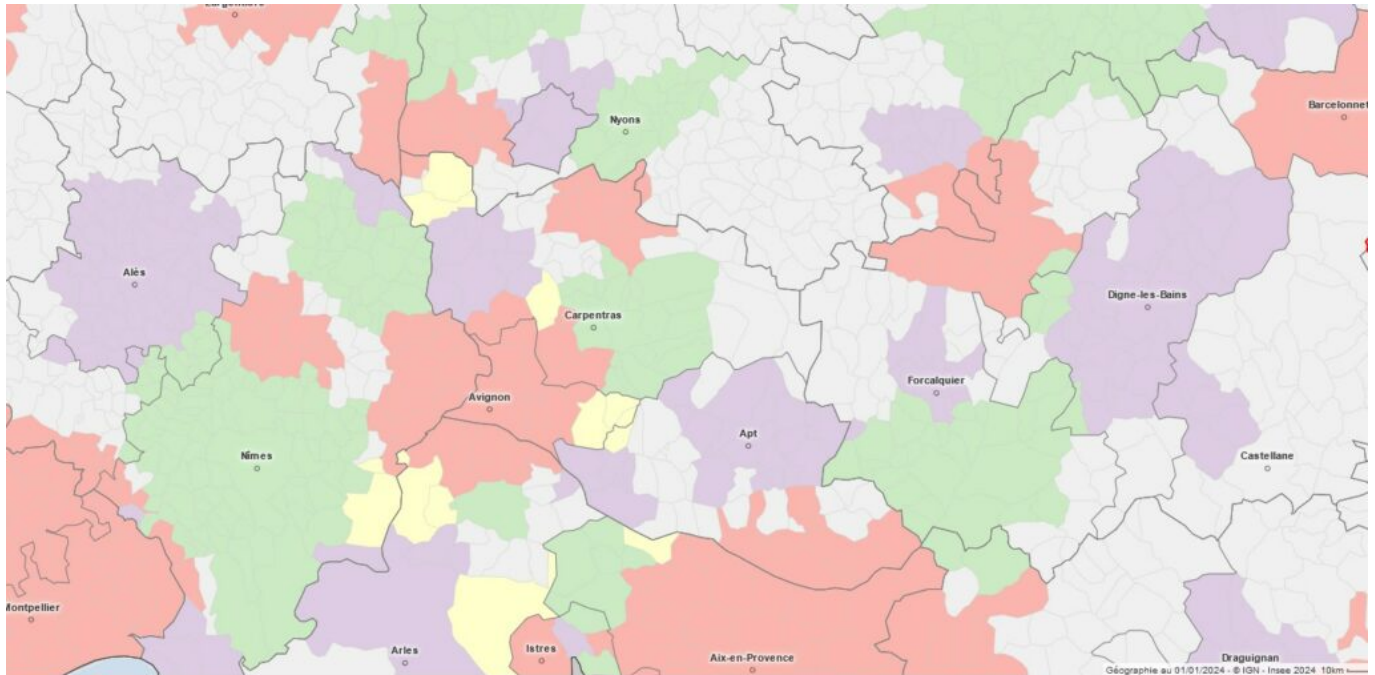 Barcelonnet
Nyons
Alès
Digne-les-Bains
Carpentras
Forcalquier
Avignon
Apt
Nîmes
Castellane
Montpellier
Arles
Istres
Aix-en-Provence
Draguignan
Géographie au 01/01/2024 - © IGN - Insee 2024 10km